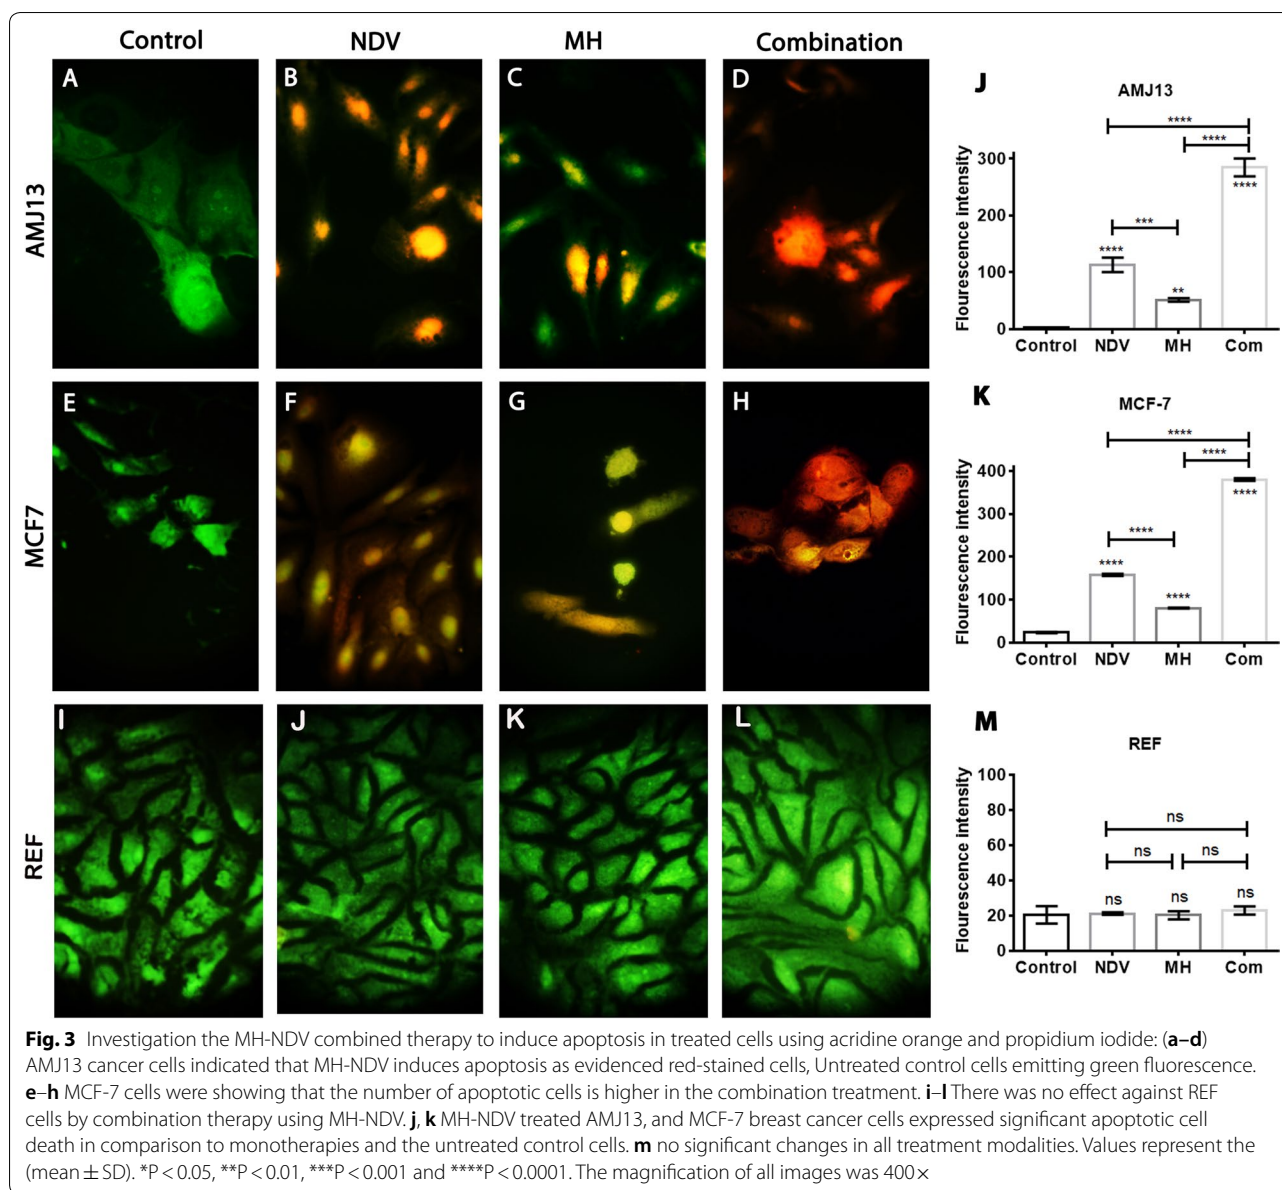 Control NDV MH Combination
AMJ13
A B C D
MCF7
E F G H
REF
I J K L
J
AMJ13
Flourescence intensity
300
200
100
0
****
****
***
****
**
****
Control NDV MH Com
K
MCF-7
Flourescence intensity
400
300
200
100
0
****
****
****
****
****
****
Control NDV MH Com
M
REF
Flourescence intensity
100
80
60
40
20
0
ns
ns ns
ns ns ns
Control NDV MH Com
Fig. 3 Investigation the MH-NDV combined therapy to induce apoptosis in treated cells using acridine orange and propidium iodide: (a–d)
AMJ13 cancer cells indicated that MH-NDV induces apoptosis as evidenced red-stained cells, Untreated control cells emitting green fluorescence.
e–h MCF-7 cells were showing that the number of apoptotic cells is higher in the combination treatment. i–l There was no effect against REF
cells by combination therapy using MH-NDV. j, k MH-NDV treated AMJ13, and MCF-7 breast cancer cells expressed significant apoptotic cell
death in comparison to monotherapies and the untreated control cells. m no significant changes in all treatment modalities. Values represent the
(mean ± SD). *P < 0.05, **P < 0.01, ***P < 0.001 and ****P < 0.0001. The magnification of all images was 400×